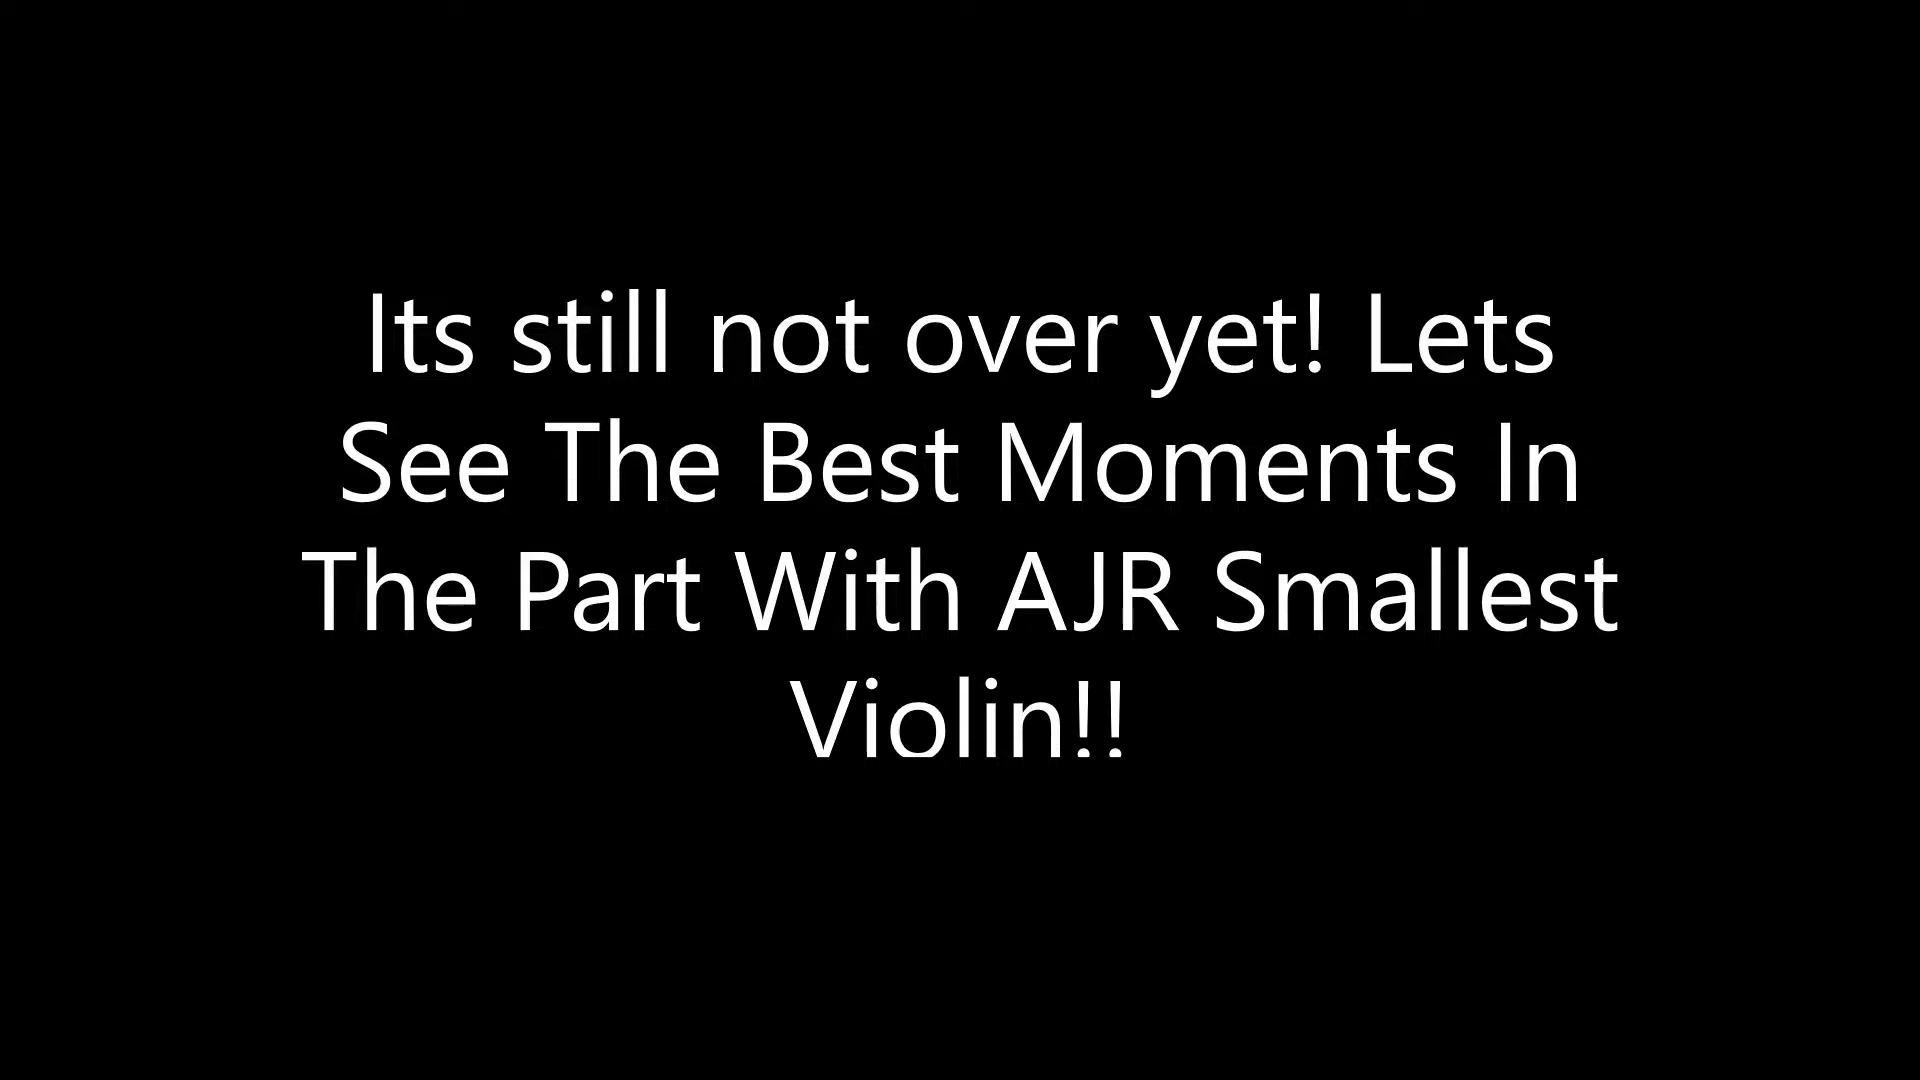 Its still not over yet! Lets
See The Best Moments In
The Part With AJR Smallest
Violin!!